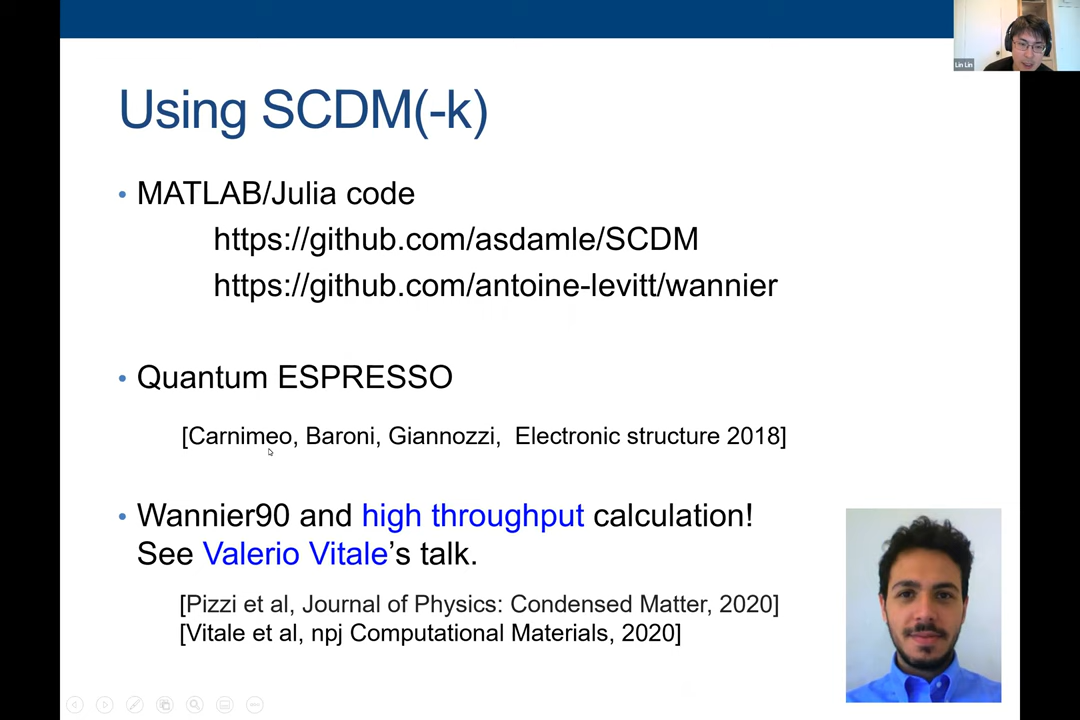 Lin Lin
Using SCDM(-k)
• MATLAB/Julia code
https://github.com/asdamle/SCDM
https://github.com/antoine-levitt/wannier
• Quantum ESPRESSO
[Carnimeo, Baroni, Giannozzi, Electronic structure 2018]
• Wannier90 and high throughput calculation!
See Valerio Vitale’s talk.
[Pizzi et al, Journal of Physics: Condensed Matter, 2020]
[Vitale et al, npj Computational Materials, 2020]